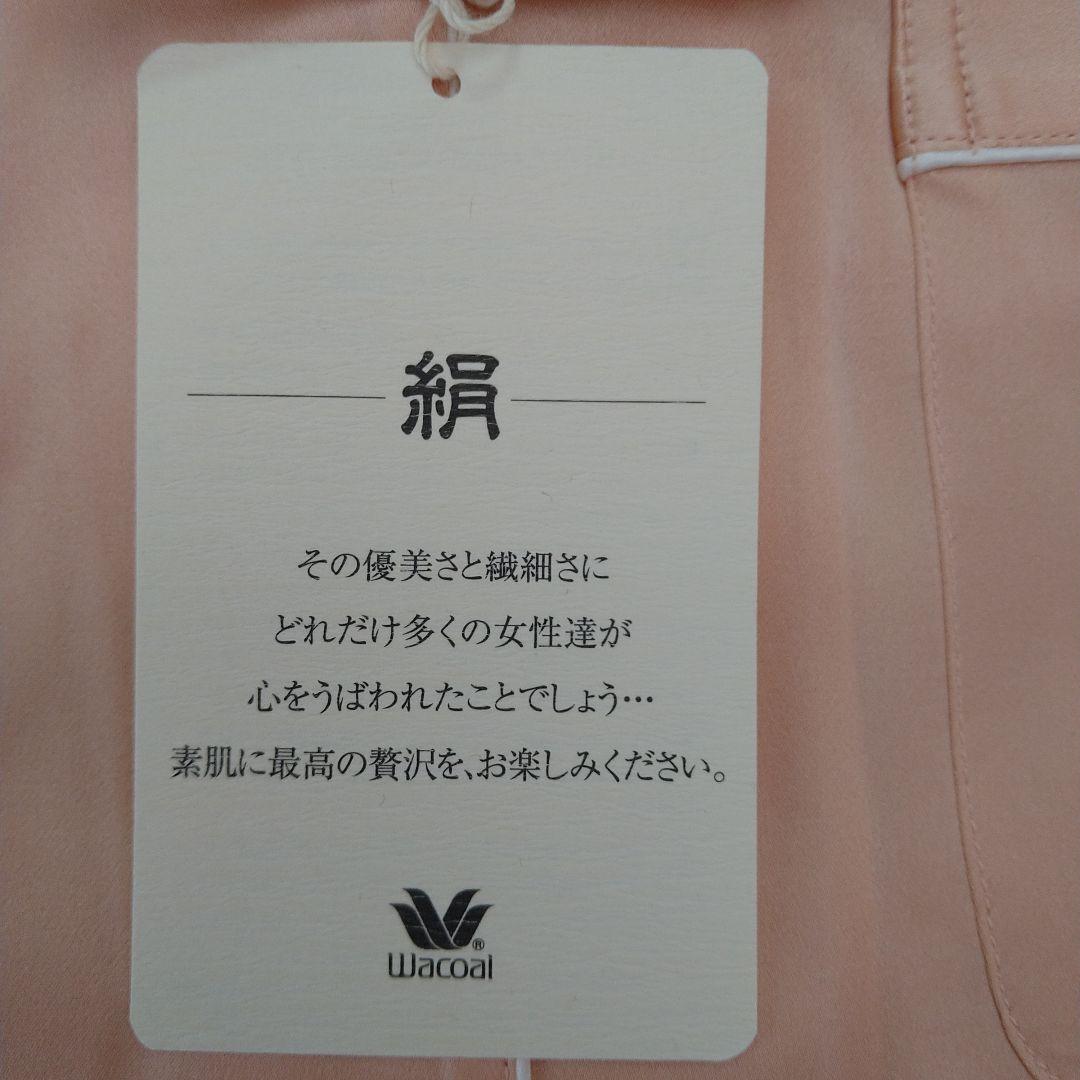 絹
その優美さと繊細さに
どれだけ多くの女性達が
心をうばわれたことでしょう…
素肌に最高の贅沢を、お楽しみください。
®
Wacoal